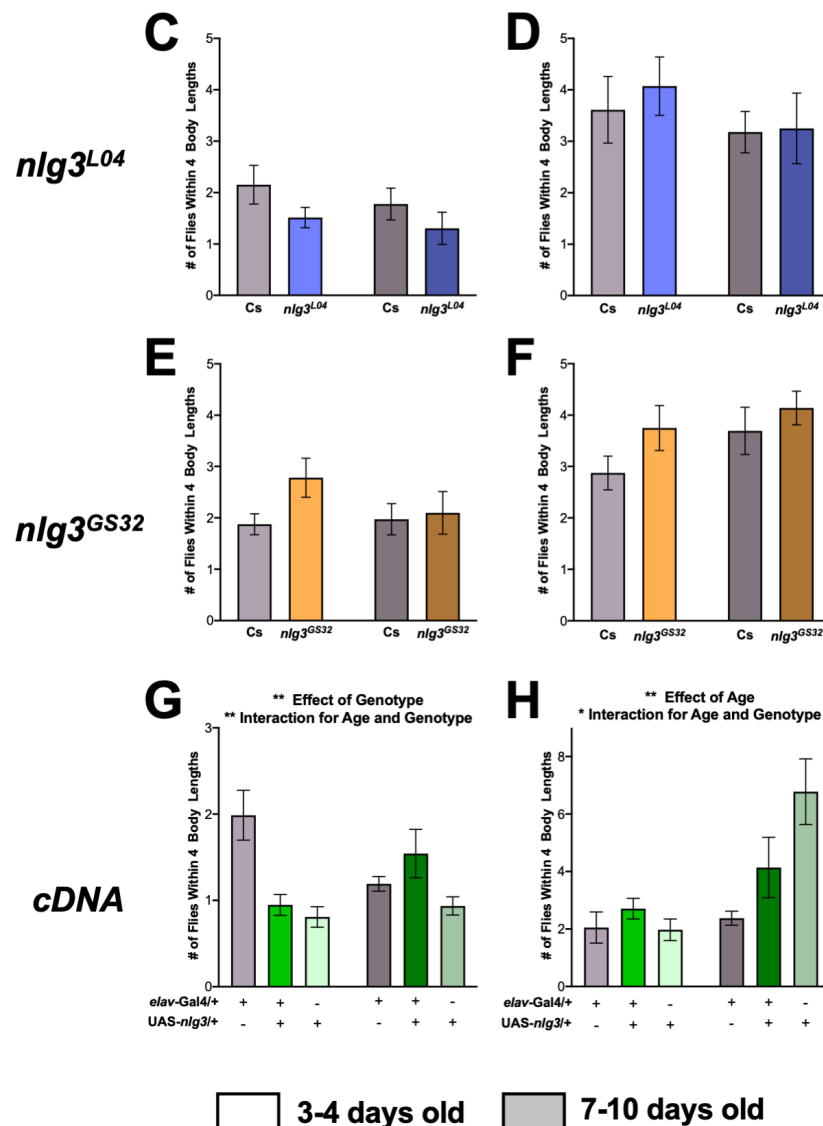 C
D
nlg3L04
# of Flies Within 4 Body Lengths
5
4
3
2
1
0
Cs nlg3L04 Cs nlg3L04
# of Flies Within 4 Body Lengths
5
4
3
2
1
0
Cs nlg3L04 Cs nlg3L04
E
F
nlg3GS32
# of Flies Within 4 Body Lengths
5
4
3
2
1
0
Cs nlg3GS32 Cs nlg3GS32
# of Flies Within 4 Body Lengths
5
4
3
2
1
0
Cs nlg3GS32 Cs nlg3GS32
G
** Effect of Genotype
** Interaction for Age and Genotype
H
** Effect of Age
* Interaction for Age and Genotype
cDNA
# of Flies Within 4 Body Lengths
3
2
1
0
# of Flies Within 4 Body Lengths
8
6
4
2
0
elav-Gal4/+ + + - + + - + + - + + -
UAS-nlg3/+ - + + - + + - + + - + +
3-4 days old
7-10 days old